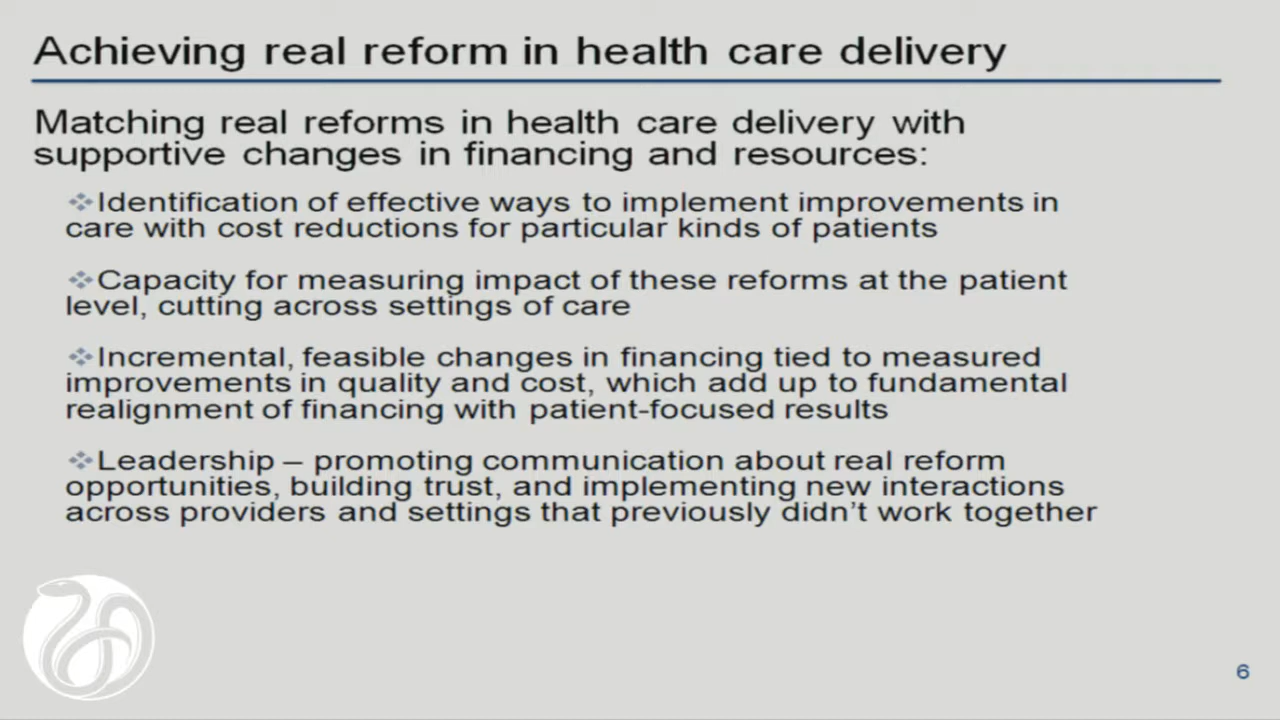 Achieving real reform in health care delivery
Matching real reforms in health care delivery with
supportive changes in financing and resources:
❖Identification of effective ways to implement improvements in
care with cost reductions for particular kinds of patients
❖Capacity for measuring impact of these reforms at the patient
level, cutting across settings of care
❖Incremental, feasible changes in financing tied to measured
improvements in quality and cost, which add up to fundamental
realignment of financing with patient-focused results
❖Leadership – promoting communication about real reform
opportunities, building trust, and implementing new interactions
across providers and settings that previously didn’t work together
6